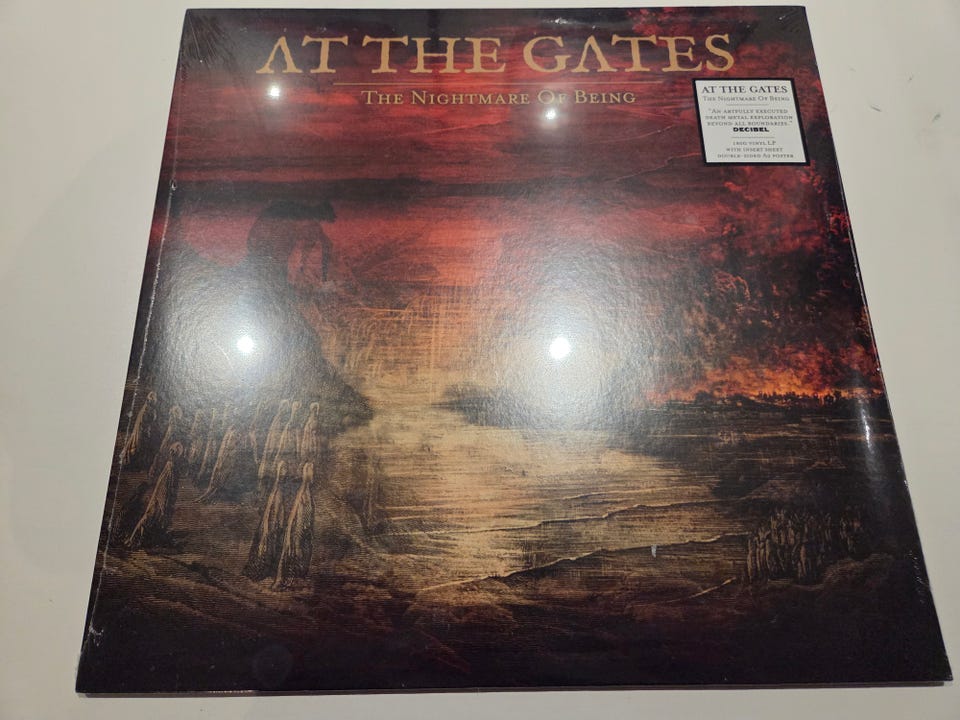 AT THE GATES
THE NIGHTMARE OF BEING
AT THE GATES
THE NIGHTMARE OF BEING
"AN ARTFULLY EXECUTED
DEATH METAL EXPLORATION
BEYOND ALL BOUNDARIES."
DECIBEL
180G VINYL LP
WITH INSERT SHEET
DOUBLE-SIDED A2 POSTER